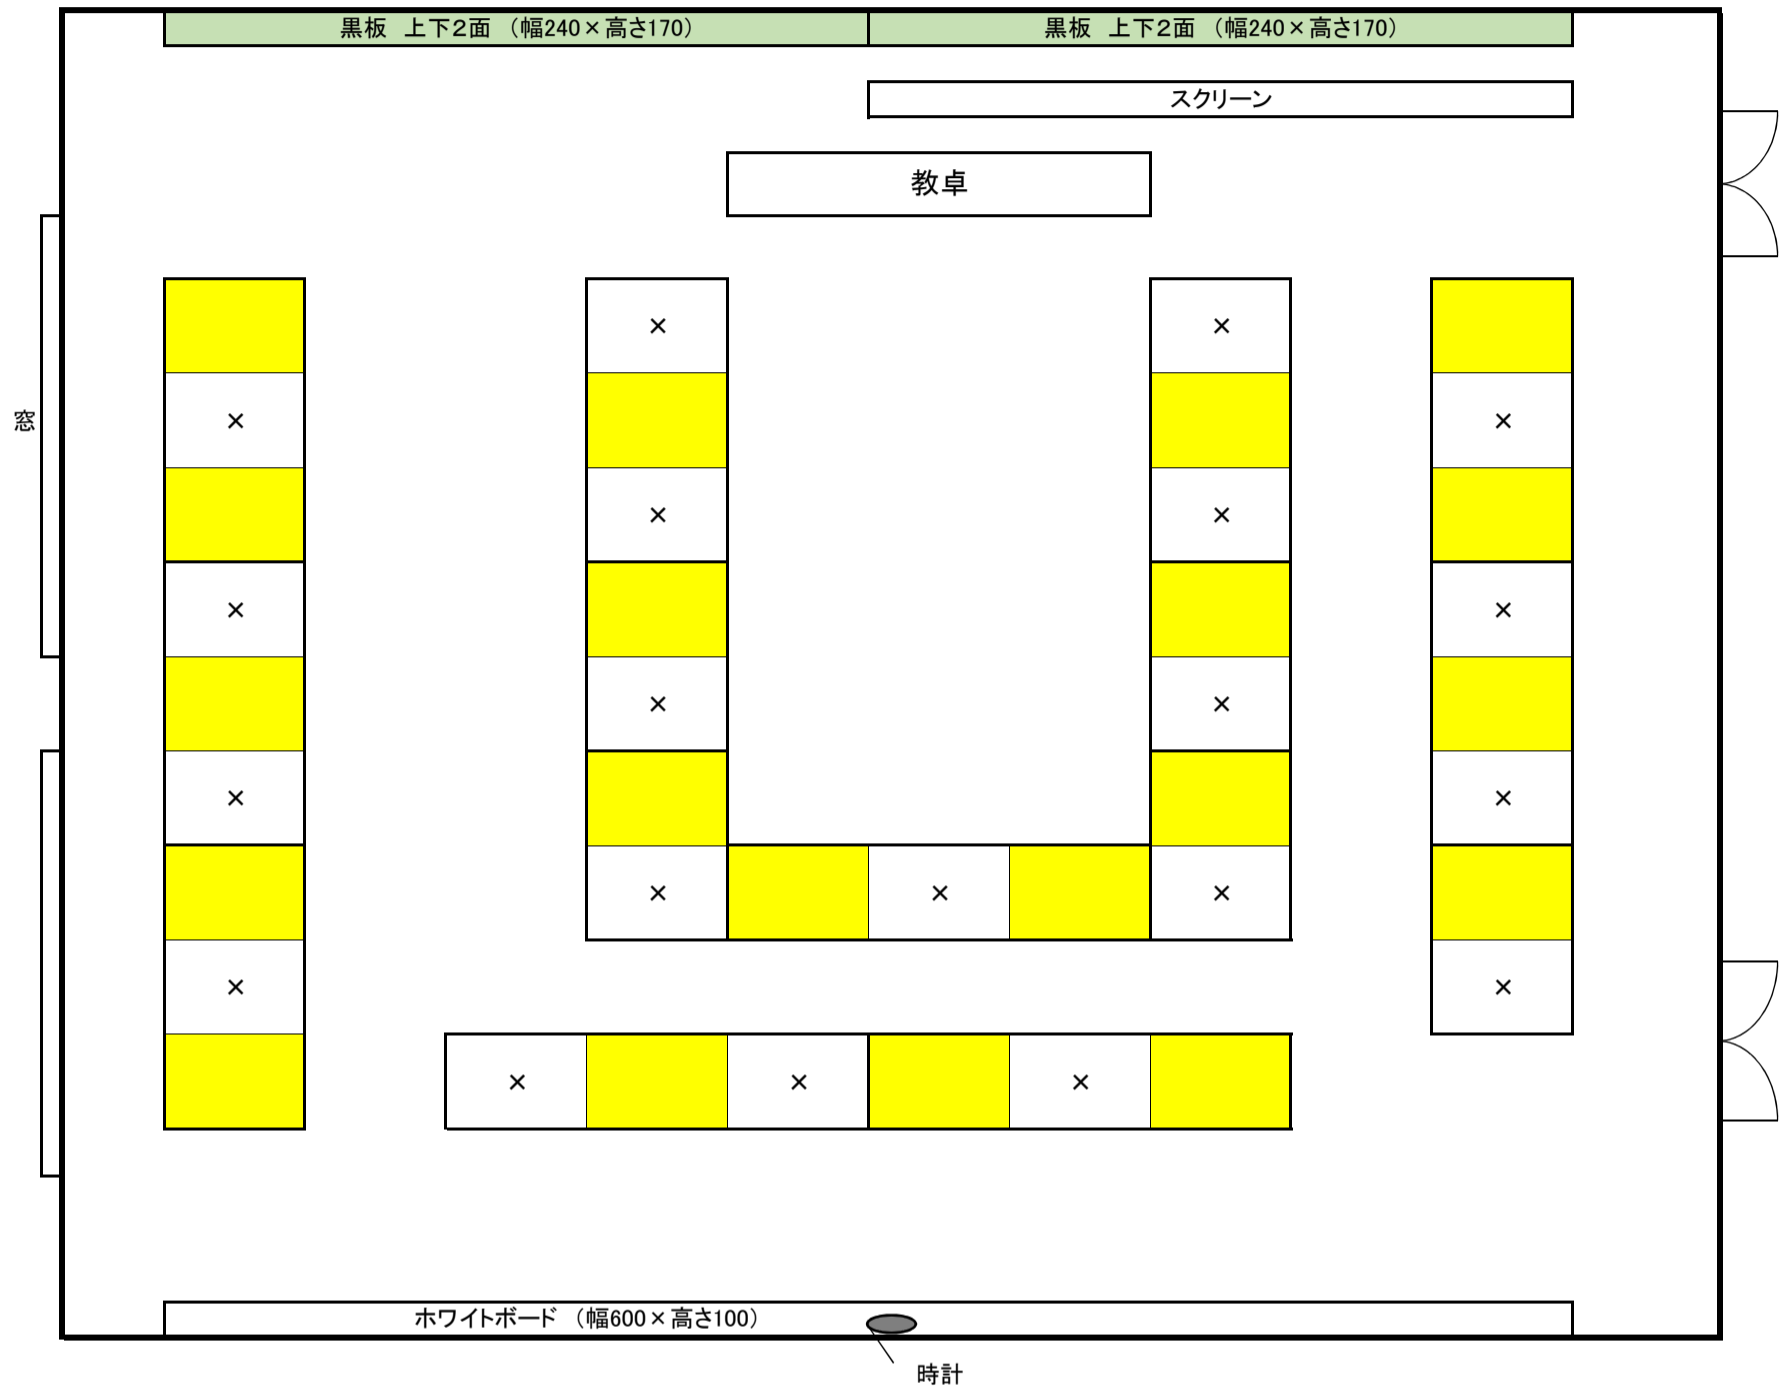 黒板　上下２面　（幅240×高さ170）
黒板　上下２面　（幅240×高さ170）
スクリーン
教卓
× ×
窓
× ×
× ×
× ×
× ×
× ×
× × ×
× ×
× × ×
ホワイトボード　（幅600×高さ100）
時計